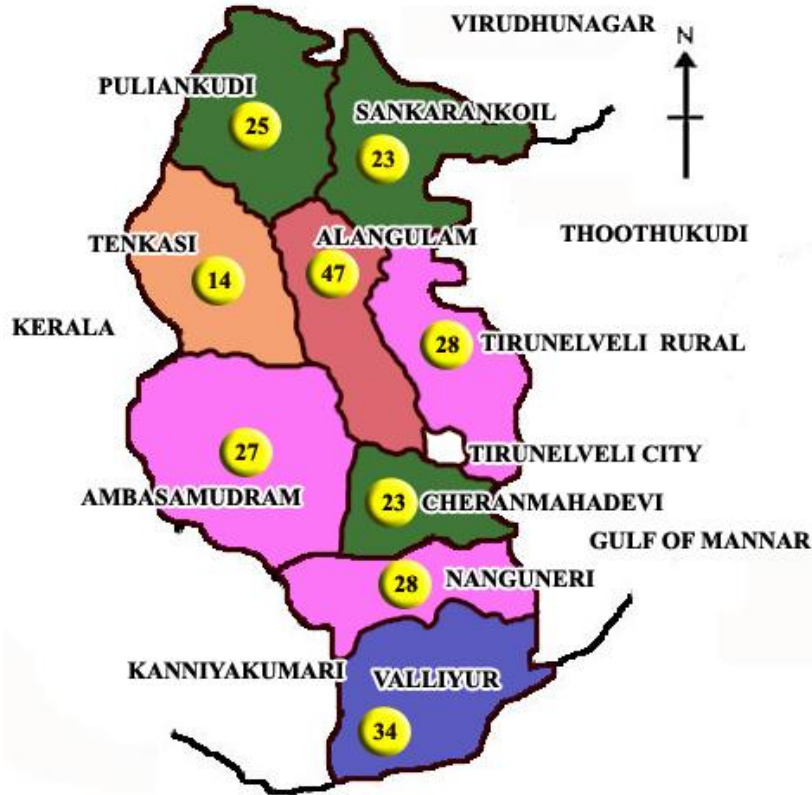 VIRUDHUNAGAR
N
PULIANKUDI
25
SANKARANKOIL
23
TENKASI
14
ALANGULAM
47
THOOTHUKUDI
KERALA
28
TIRUNELVELI RURAL
27
TIRUNELVELI CITY
AMBASAMUDRAM
23
CHERANMAHADEVI
GULF OF MANNAR
28
NANGUNERI
KANNIYAKUMARI
VALLIYUR
34